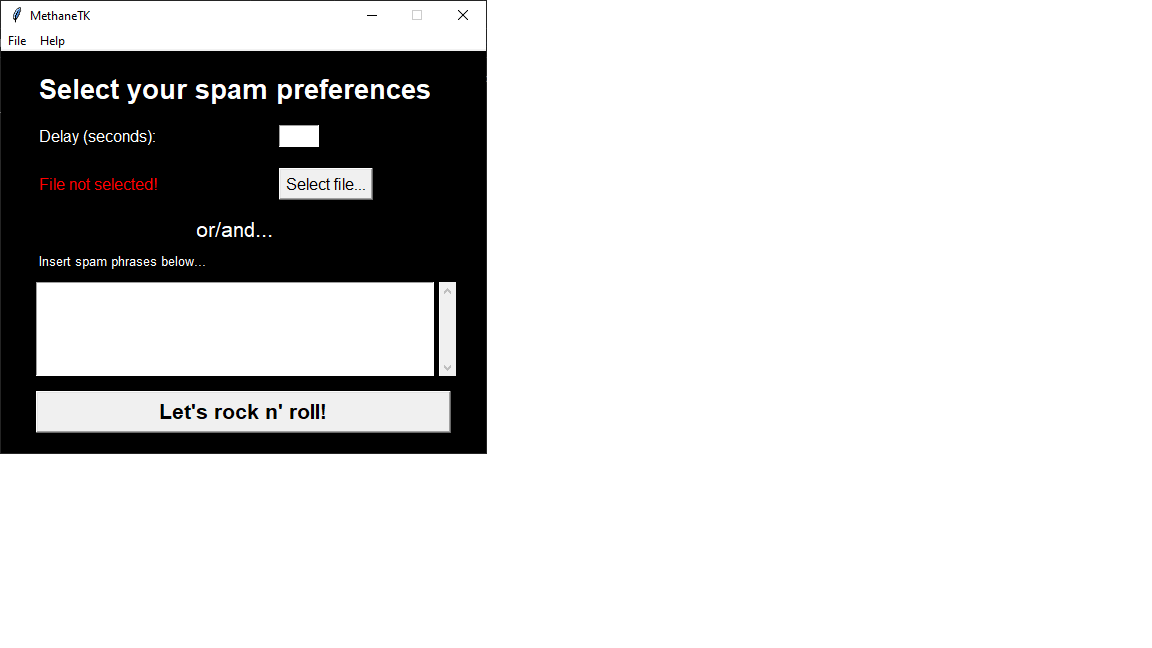 MethaneTK
File Help
Select your spam preferences
Delay (seconds):
File not selected! Select file...
or/and...
Insert spam phrases below...
Let's rock n' roll!